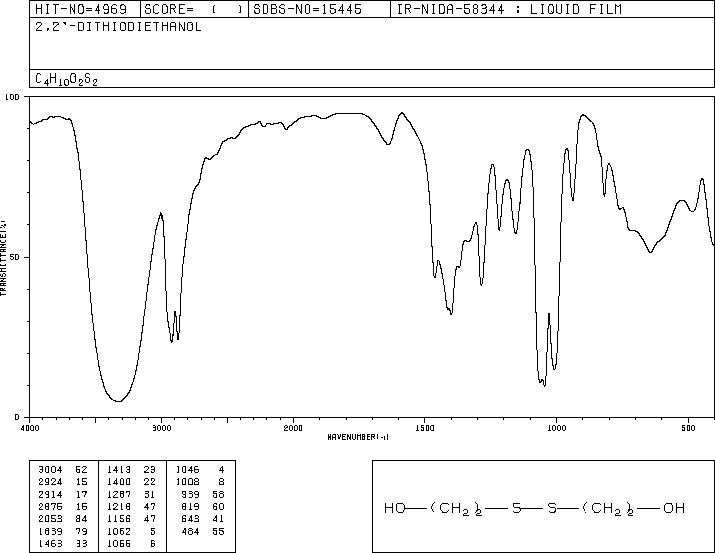 HIT-NO=4969 SCORE= ( ) SDBS-NO=15445 IR-NIDA-58344 : LIQUID FILM
2,2'-DITHIODIETHANOL
C4H10O2S2
100
50
0
TRANSMITTANCE(%)
4000 3000 2000 1500 1000 500
WAVENUMBER(-1)
3004 62 1413 29 1046 4
2924 15 1400 22 1008 8
2914 17 1287 31 939 58
2876 16 1218 47 819 60
2053 84 1156 47 643 41
1639 79 1062 5 484 55
1463 33 1066 6
HO—(CH2)2—S—S—(CH2)2—OH